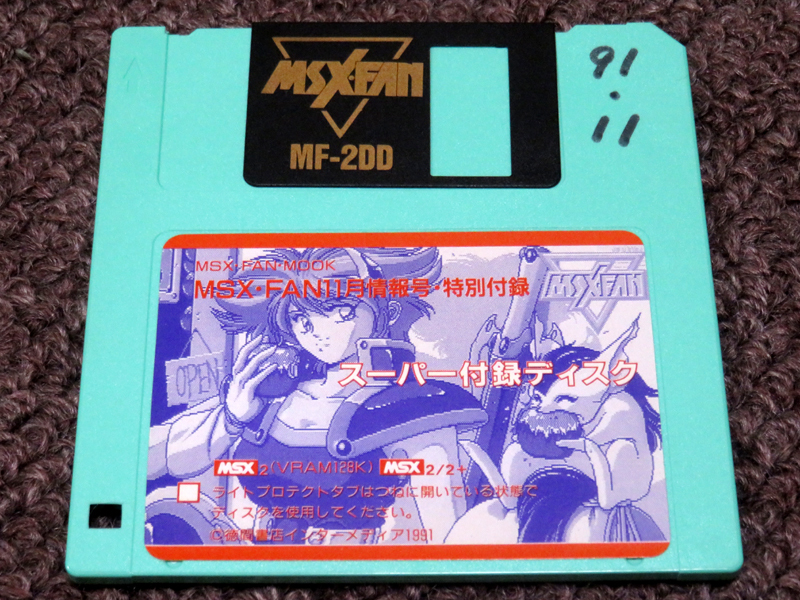 MSX·FAN
MF-2DD
91
・
11
MSX・FAN・MOOK
MSX・FAN11月情報号・特別付録
MSX・FAN
スーパー付録ディスク
OPEN
MSX2(VRAM128K) MSX2/2+
ライトプロテクトタブはつねに開いている状態で
ディスクを使用してください。
©徳間書店インターメディア1991